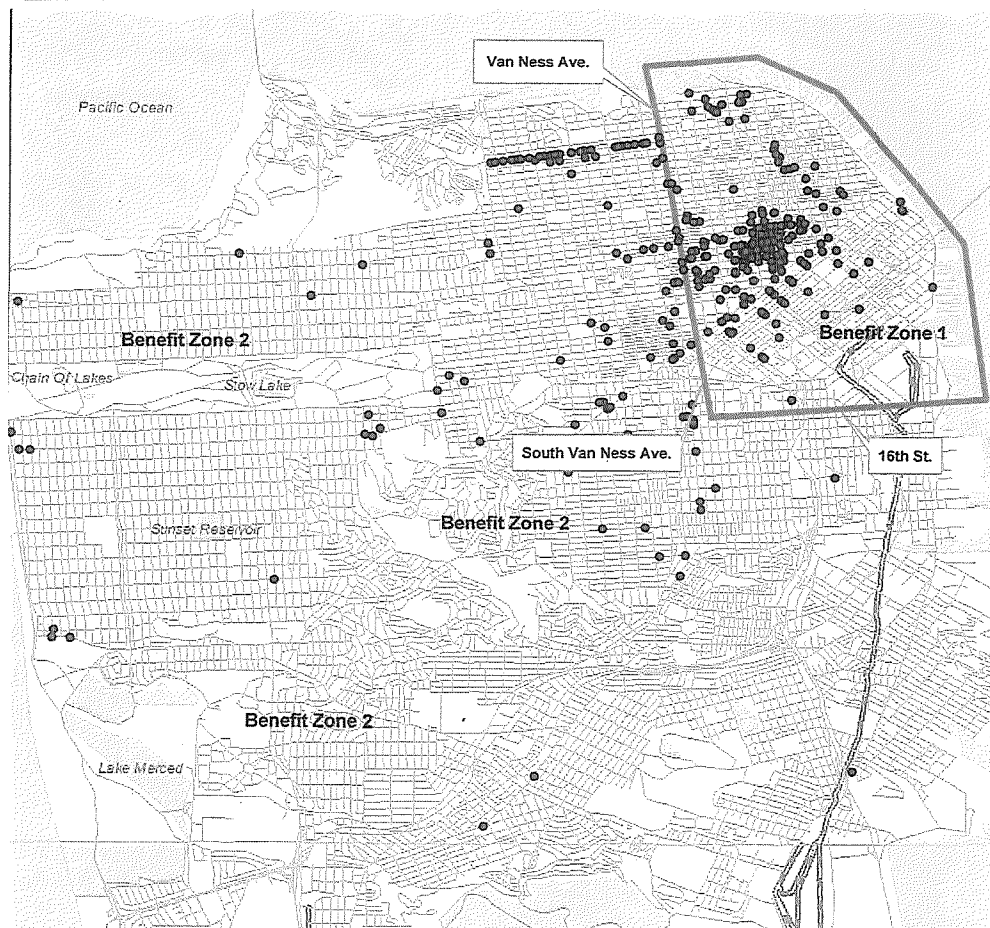 Van Ness Ave.
Pacific Ocean
Benefit Zone 1
Benefit Zone 2
Chain Of Lakes
Stow Lake
South Van Ness Ave.
16th St.
Benefit Zone 2
Sunset Reservoir
Benefit Zone 2
Lake Merced